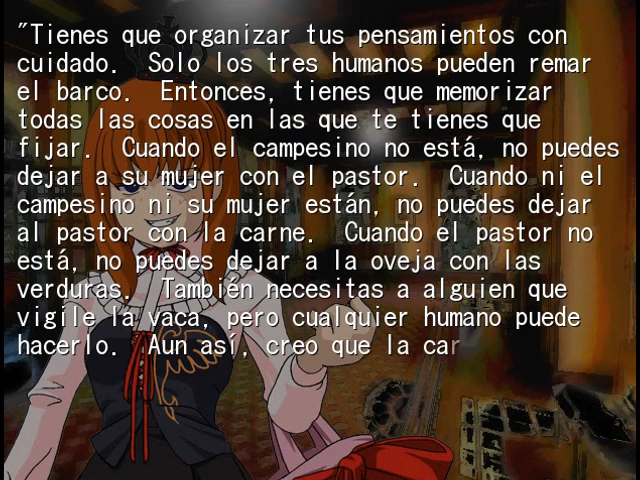 "Tienes que organizar tus pensamientos con
cuidado.  Solo los tres humanos pueden remar
el barco.  Entonces, tienes que memorizar
todas las cosas en las que te tienes que
fijar.  Cuando el campesino no está, no puedes
dejar a su mujer con el pastor.  Cuando ni el
campesino ni su mujer están, no puedes dejar
al pastor con la carne.  Cuando el pastor no
está, no puedes dejar a la oveja con las
verduras.  También necesitas a alguien que
vigile la vaca, pero cualquier humano puede
hacerlo.  Aun así, creo que la car